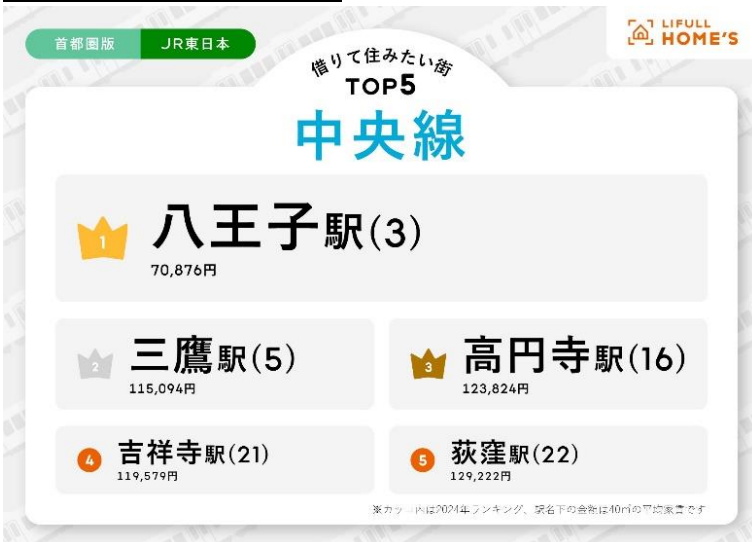 首都圏版 JR東日本
LIFULL
HOME'S
借りて住みたい街
TOP5
中央線
1 八王子駅(3)
70,876円
2 三鷹駅(5)
115,094円
3 高円寺駅(16)
123,824円
4 吉祥寺駅(21)
119,579円
5 荻窪駅(22)
129,222円
※カッコ内は2024年ランキング、駅名下の金額は40㎡の平均家賃です